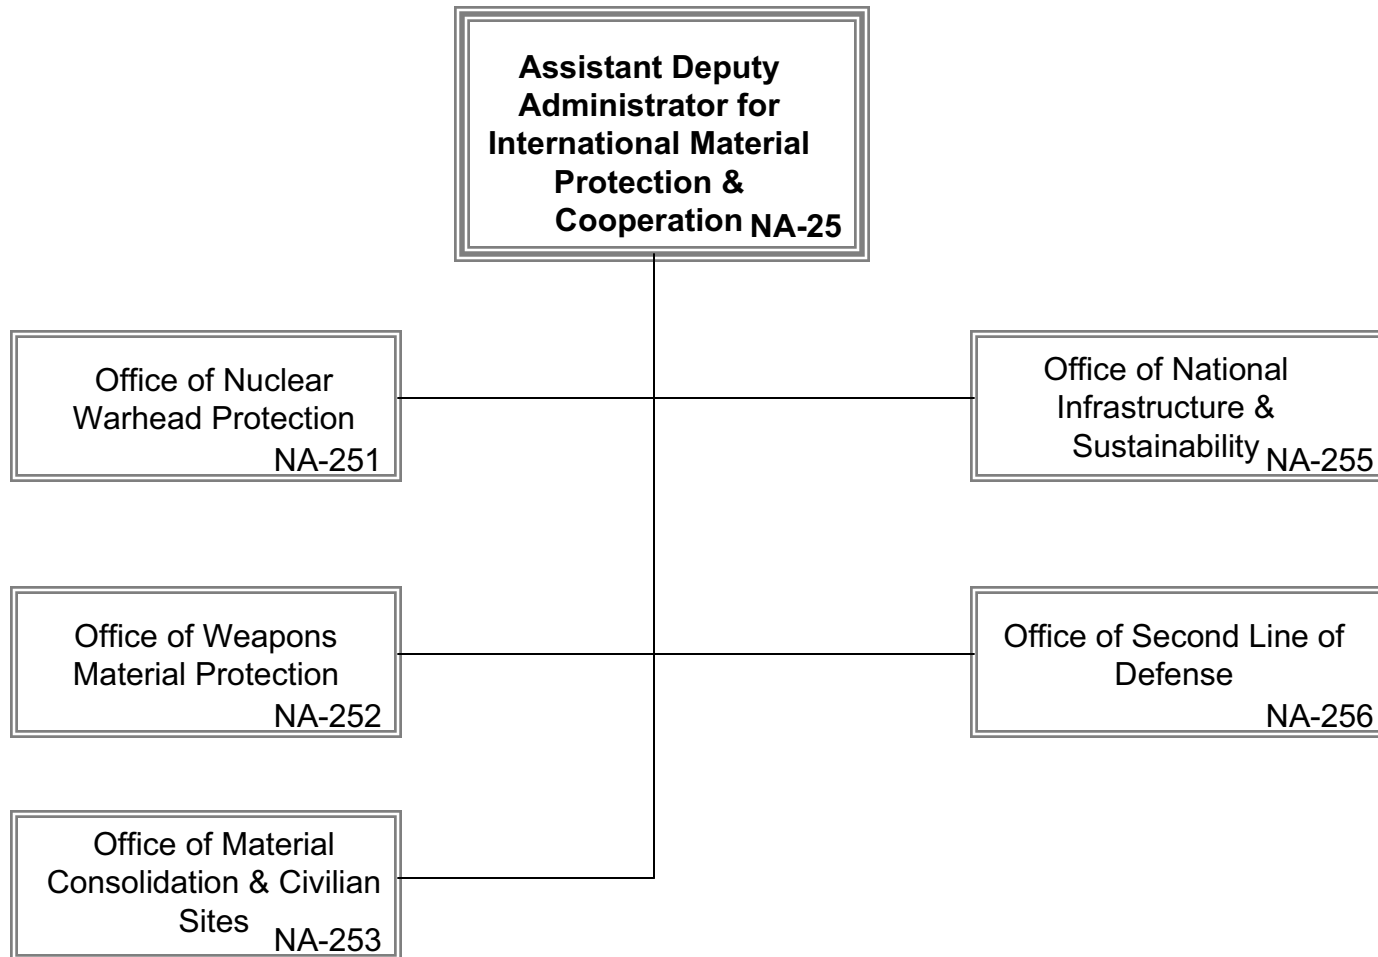 Assistant Deputy
Administrator for
International Material
Protection &
Cooperation NA-25
Office of Nuclear
Warhead Protection
NA-251
Office of National
Infrastructure &
Sustainability NA-255
Office of Weapons
Material Protection
NA-252
Office of Second Line of
Defense
NA-256
Office of Material
Consolidation & Civilian
Sites NA-253